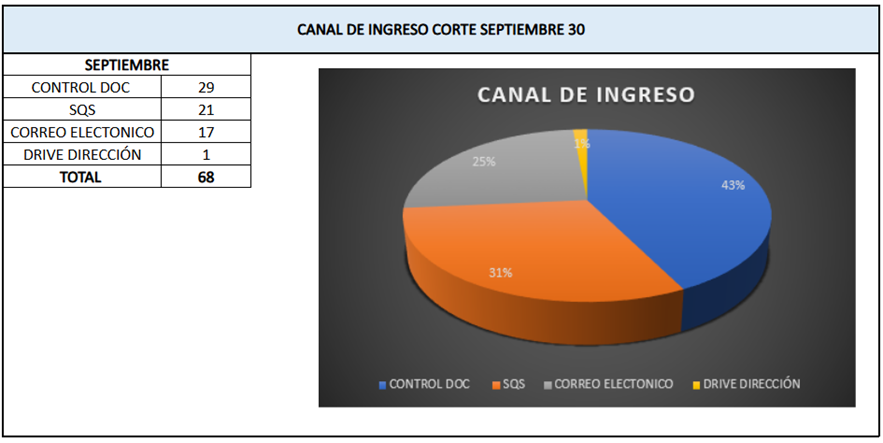 CANAL DE INGRESO CORTE SEPTIEMBRE 30
SEPTIEMBRE
CONTROL DOC 29
SQS 21
CORREO ELECTONICO 17
DRIVE DIRECCIÓN 1
TOTAL 68
CANAL DE INGRESO
1%
25%
43%
31%
CONTROL DOC SQS CORREO ELECTONICO DRIVE DIRECCIÓN